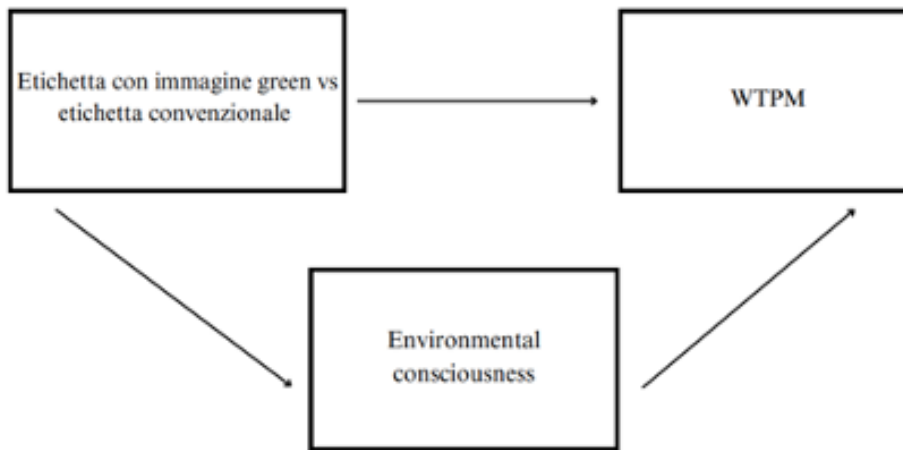 Etichetta con immagine green vs
etichetta convenzionale
WTPM
Environmental
consciousness